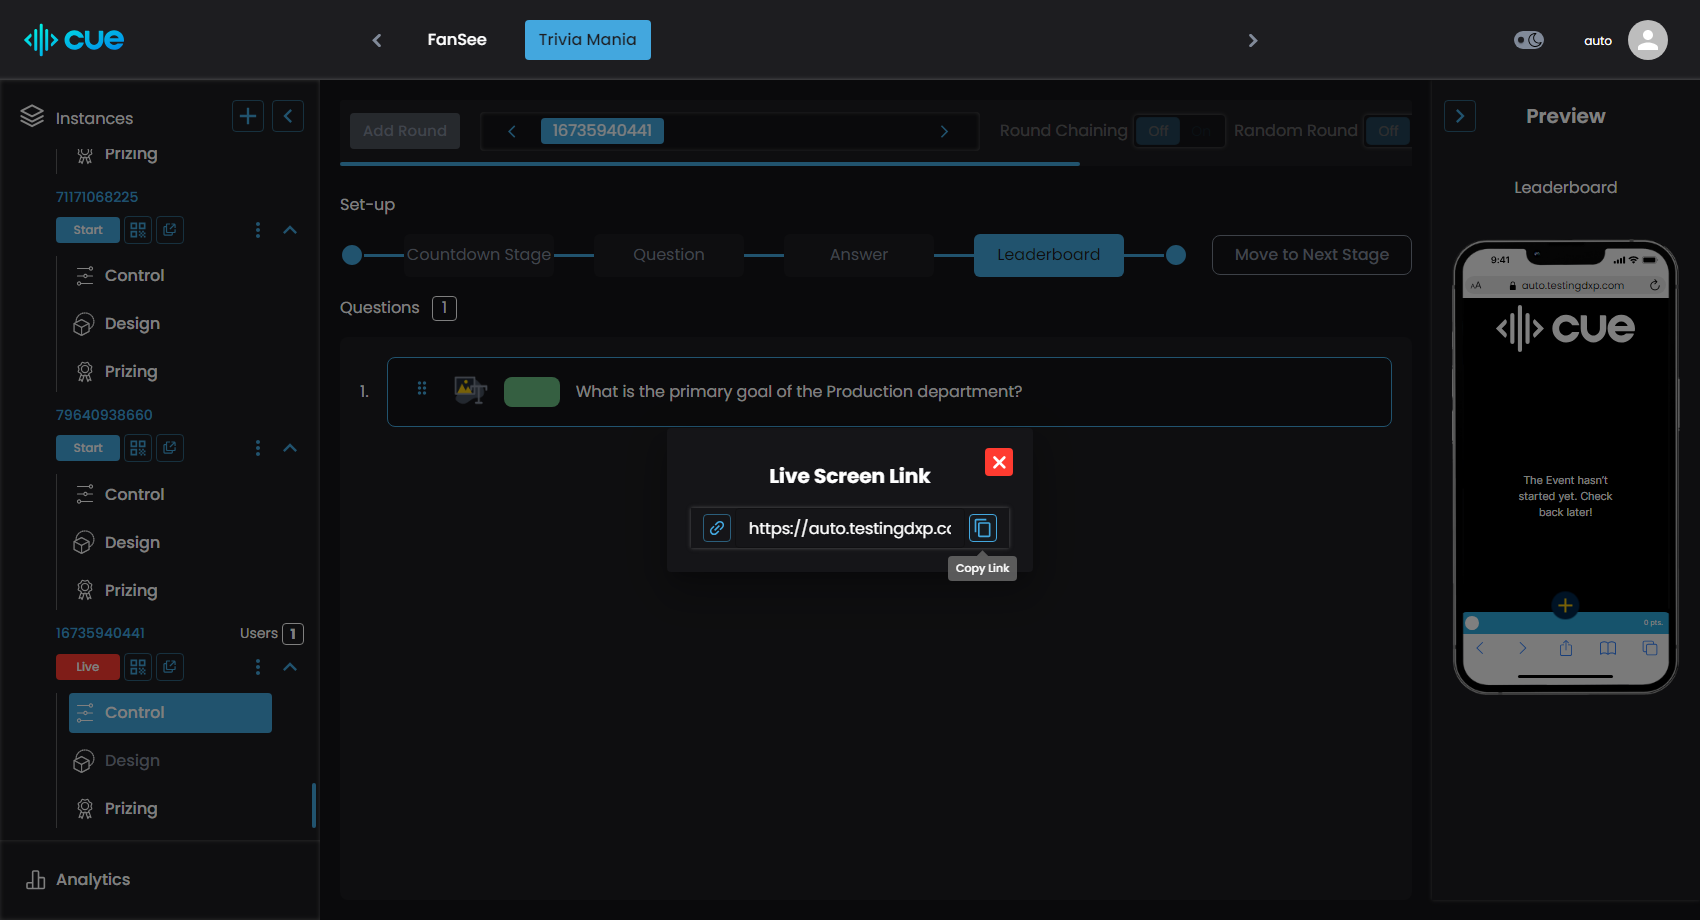 cue
FanSee
Trivia Mania
auto
Instances
Prizing
71171068225
Start
Control
Design
Prizing
79640938660
Start
Control
Design
Prizing
16735940441
Users 1
Live
Control
Design
Prizing
Analytics
Add Round
16735940441
Round Chaining
Off
On
Random Round
Off
Set-up
Countdown Stage
Question
Answer
Leaderboard
Move to Next Stage
Questions 1
1.
What is the primary goal of the Production department?
Live Screen Link
https://auto.testingdxp.co
Copy Link
Preview
Leaderboard
9:41
AA
auto.testingdxp.com
cue
The Event hasn't
started yet. Check
back later!
0 pts.